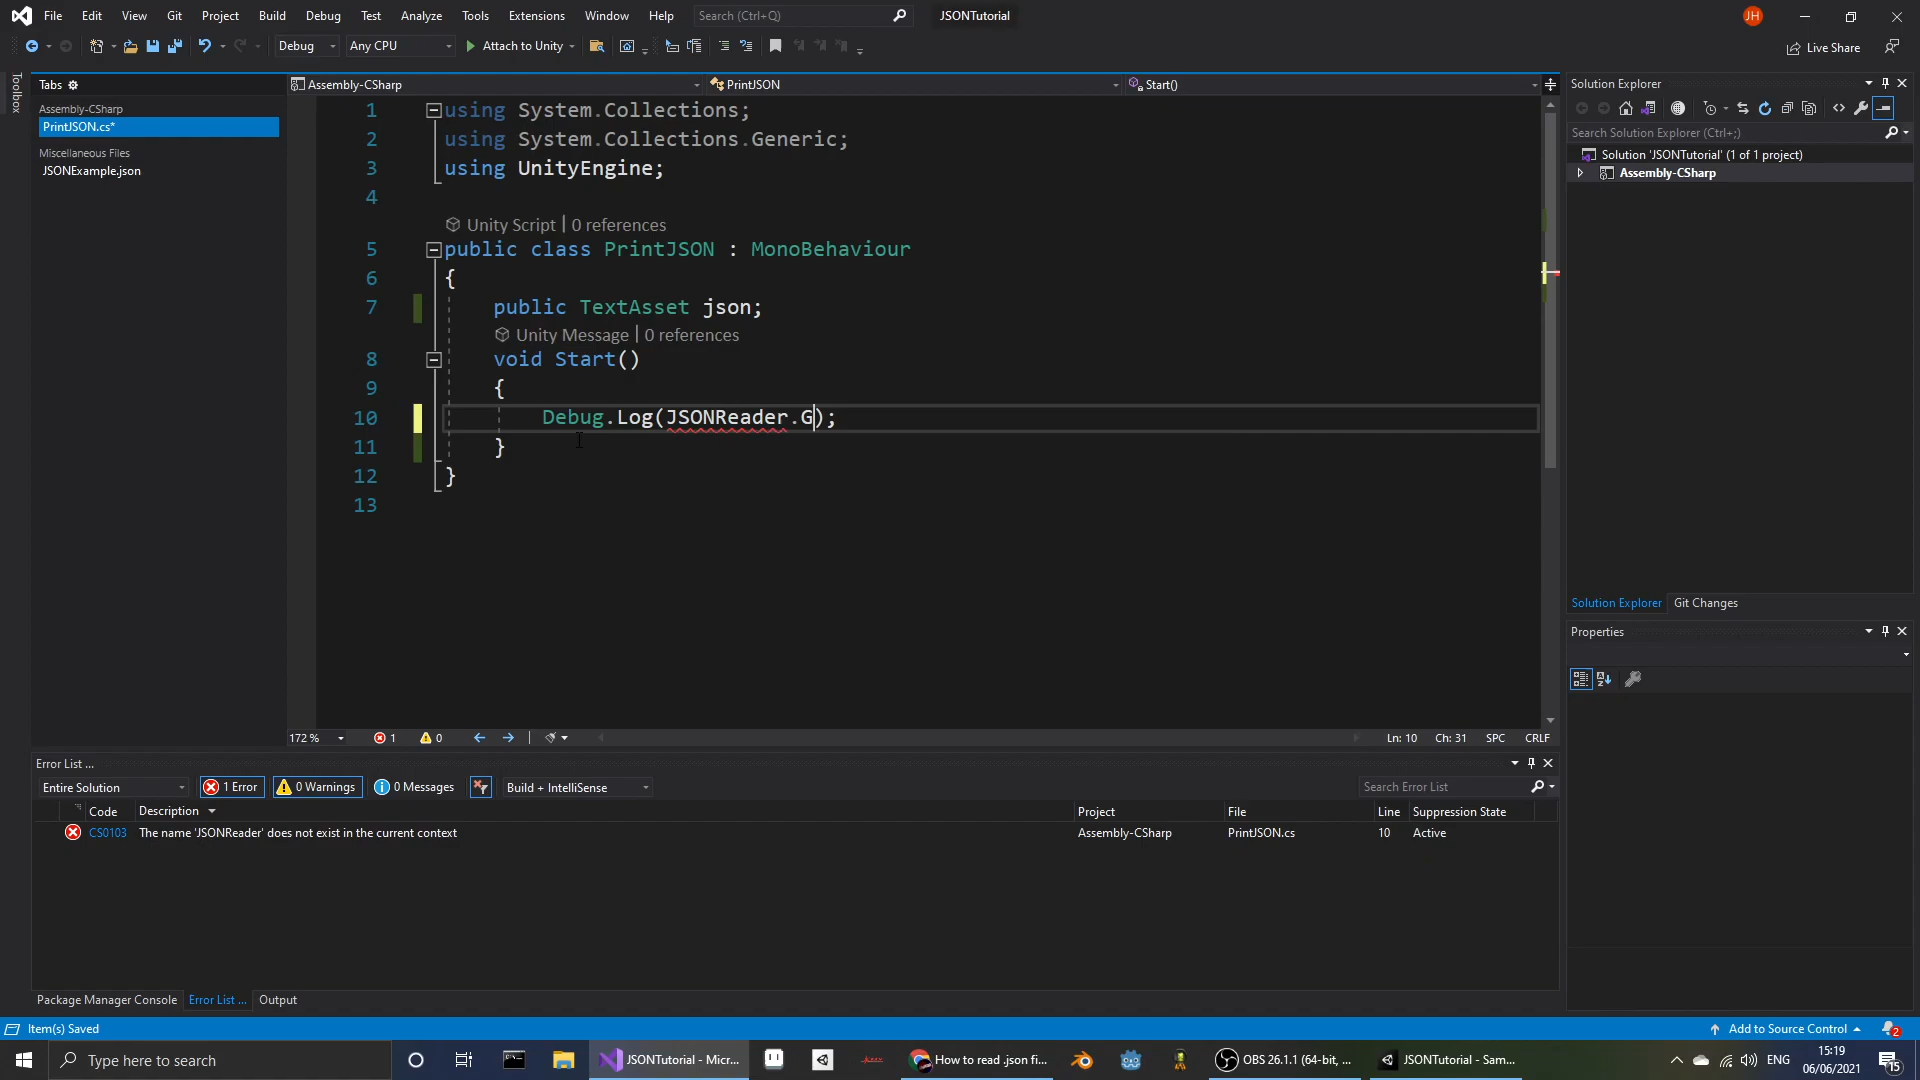 File Edit View Git Project Build Debug Test Analyze Tools Extensions Window Help Search (Ctrl+Q) JSONTutorial JH
Debug Any CPU Attach to Unity Live Share
Toolbox
Tabs
Assembly-CSharp
PrintJSON.cs*
Miscellaneous Files
JSONExample.json
Assembly-CSharp PrintJSON Start()
1 using System.Collections;
2 using System.Collections.Generic;
3 using UnityEngine;
4
Unity Script | 0 references
5 public class PrintJSON : MonoBehaviour
6 {
7 public TextAsset json;
Unity Message | 0 references
8 void Start()
9 {
10 Debug.Log(JSONReader.G);
11 }
12 }
13
172 % 1 0 Ln: 10 Ch: 31 SPC CRLF
Solution Explorer
Search Solution Explorer (Ctrl+;)
Solution 'JSONTutorial' (1 of 1 project)
Assembly-CSharp
Solution Explorer Git Changes
Properties
Error List ...
Entire Solution 1 Error 0 Warnings 0 Messages Build + IntelliSense Search Error List
Code Description Project File Line Suppression State
CS0103 The name 'JSONReader' does not exist in the current context Assembly-CSharp PrintJSON.cs 10 Active
Package Manager Console Error List ... Output
Item(s) Saved Add to Source Control 2
Type here to search JSONTutorial - Micr... How to read .json fi... OBS 26.1.1 (64-bit, ... JSONTutorial - Sam... ENG 15:19 06/06/2021 15